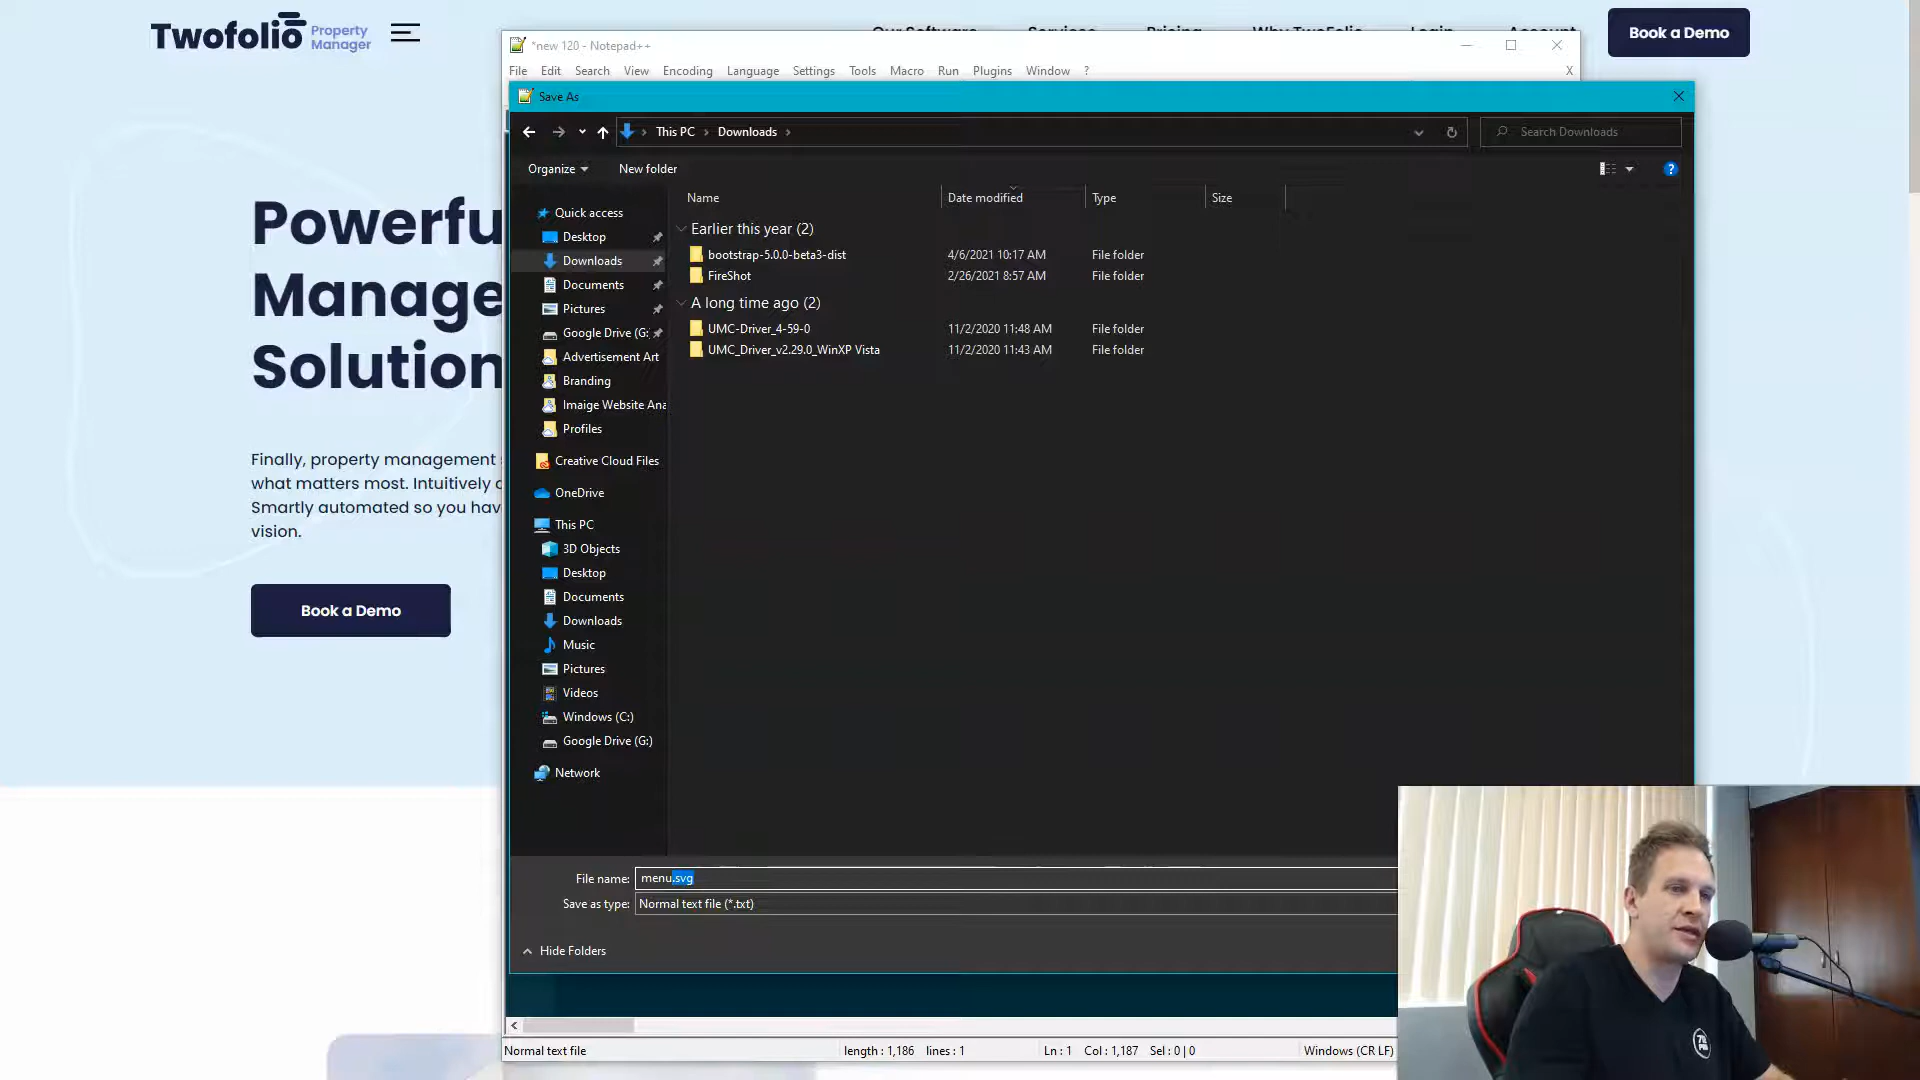 Twofolio Property Manager
Our Software Services Pricing Why TwoFolio Login Account
Book a Demo
*new 120 - Notepad++
File Edit Search View Encoding Language Settings Tools Macro Run Plugins Window ? X
Save As
This PC Downloads
Search Downloads
Organize New folder
Name Date modified Type Size
Quick access
Desktop
Downloads
Documents
Pictures
Google Drive (G:
Advertisement Art
Branding
Imaige Website Ana
Profiles
Creative Cloud Files
OneDrive
This PC
3D Objects
Desktop
Documents
Downloads
Music
Pictures
Videos
Windows (C:)
Google Drive (G:)
Network
Earlier this year (2)
bootstrap-5.0.0-beta3-dist 4/6/2021 10:17 AM File folder
FireShot 2/26/2021 8:57 AM File folder
A long time ago (2)
UMC-Driver_4-59-0 11/2/2020 11:48 AM File folder
UMC_Driver_v2.29.0_WinXP Vista 11/2/2020 11:43 AM File folder
File name: menu.svg
Save as type: Normal text file (*.txt)
Hide Folders
Powerfu
Manage
Solution
Finally, property management
what matters most. Intuitively
Smartly automated so you hav
vision.
Book a Demo
Normal text file length : 1,186 lines : 1 Ln : 1 Col : 1,187 Sel : 0 | 0 Windows (CR LF)